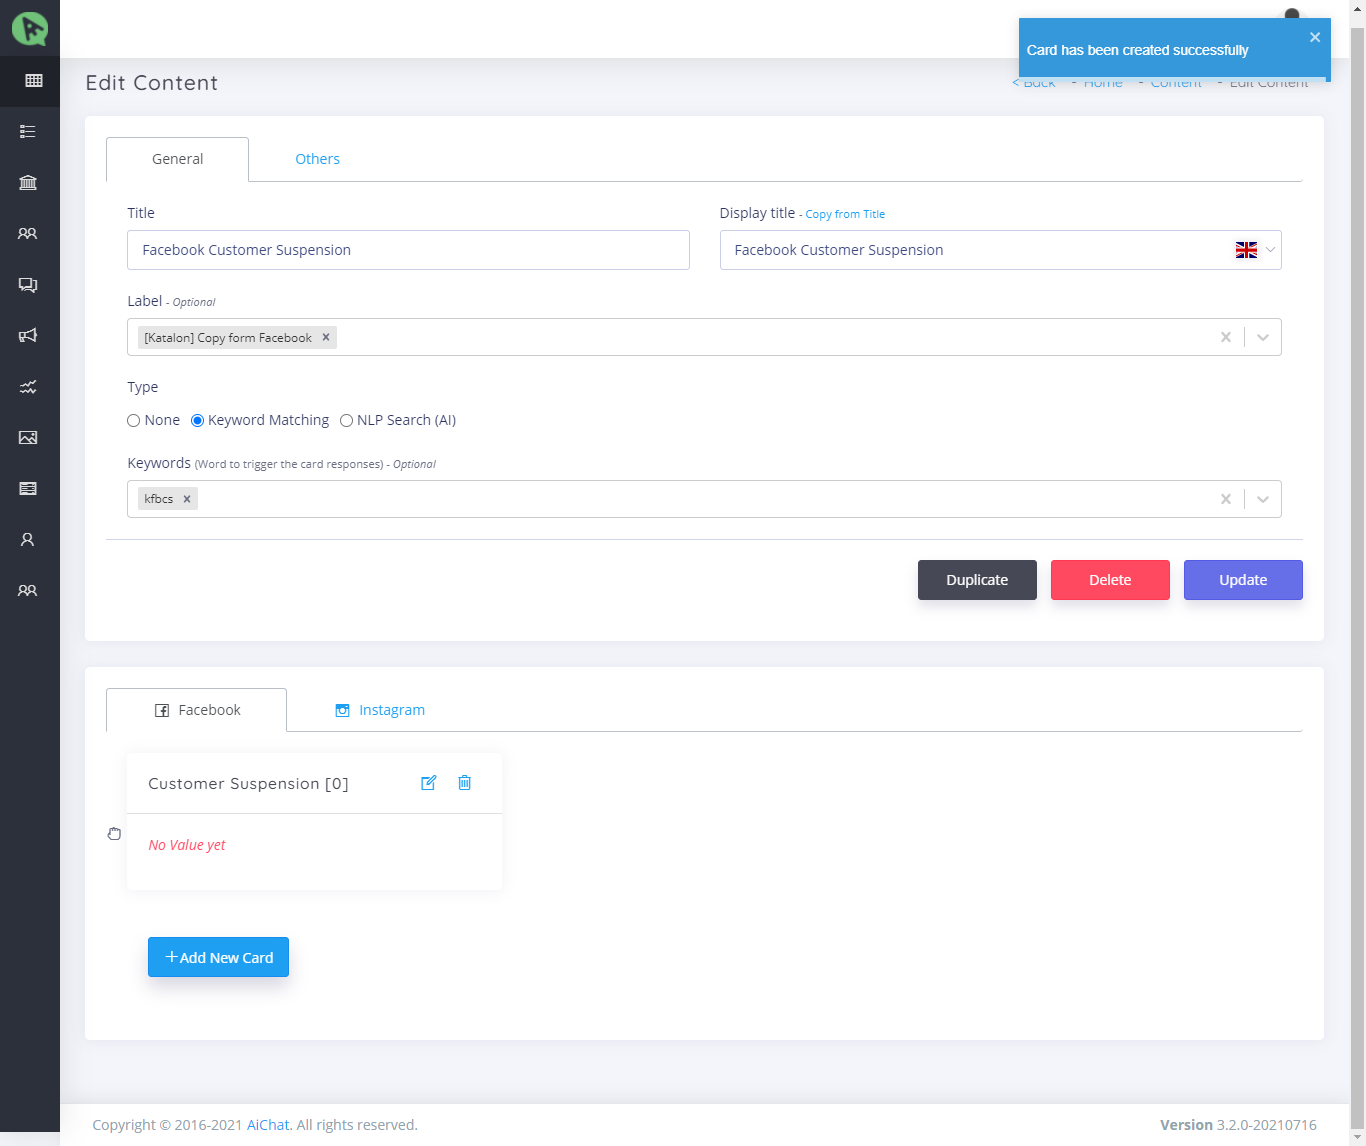 Card has been created successfully
Edit Content
< Back - Home - Content - Edit Content
General
Others
Title
Display title - Copy from Title
Facebook Customer Suspension
Facebook Customer Suspension
Label - Optional
[Katalon] Copy form Facebook
Type
None
Keyword Matching
NLP Search (AI)
Keywords (Word to trigger the card responses) - Optional
kfbcs
Duplicate
Delete
Update
Facebook
Instagram
Customer Suspension [0]
No Value yet
+Add New Card
Copyright © 2016-2021 AiChat. All rights reserved.
Version 3.2.0-20210716